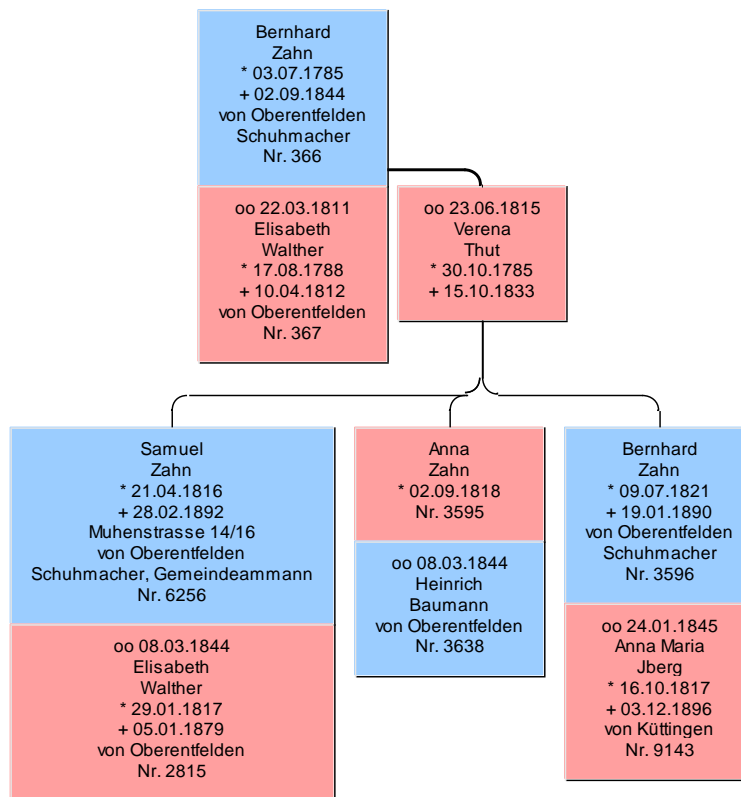 Bernhard
Zahn
* 03.07.1785
+ 02.09.1844
von Oberentfelden
Schuhmacher
Nr. 366
oo 22.03.1811
Elisabeth
Walther
* 17.08.1788
+ 10.04.1812
von Oberentfelden
Nr. 367
oo 23.06.1815
Verena
Thut
* 30.10.1785
+ 15.10.1833
Samuel
Zahn
* 21.04.1816
+ 28.02.1892
Muhenstrasse 14/16
von Oberentfelden
Schuhmacher, Gemeindeammann
Nr. 6256
oo 08.03.1844
Elisabeth
Walther
* 29.01.1817
+ 05.01.1879
von Oberentfelden
Nr. 2815
Anna
Zahn
* 02.09.1818
Nr. 3595
oo 08.03.1844
Heinrich
Baumann
von Oberentfelden
Nr. 3638
Bernhard
Zahn
* 09.07.1821
+ 19.01.1890
von Oberentfelden
Schuhmacher
Nr. 3596
oo 24.01.1845
Anna Maria
Jberg
* 16.10.1817
+ 03.12.1896
von Küttingen
Nr. 9143